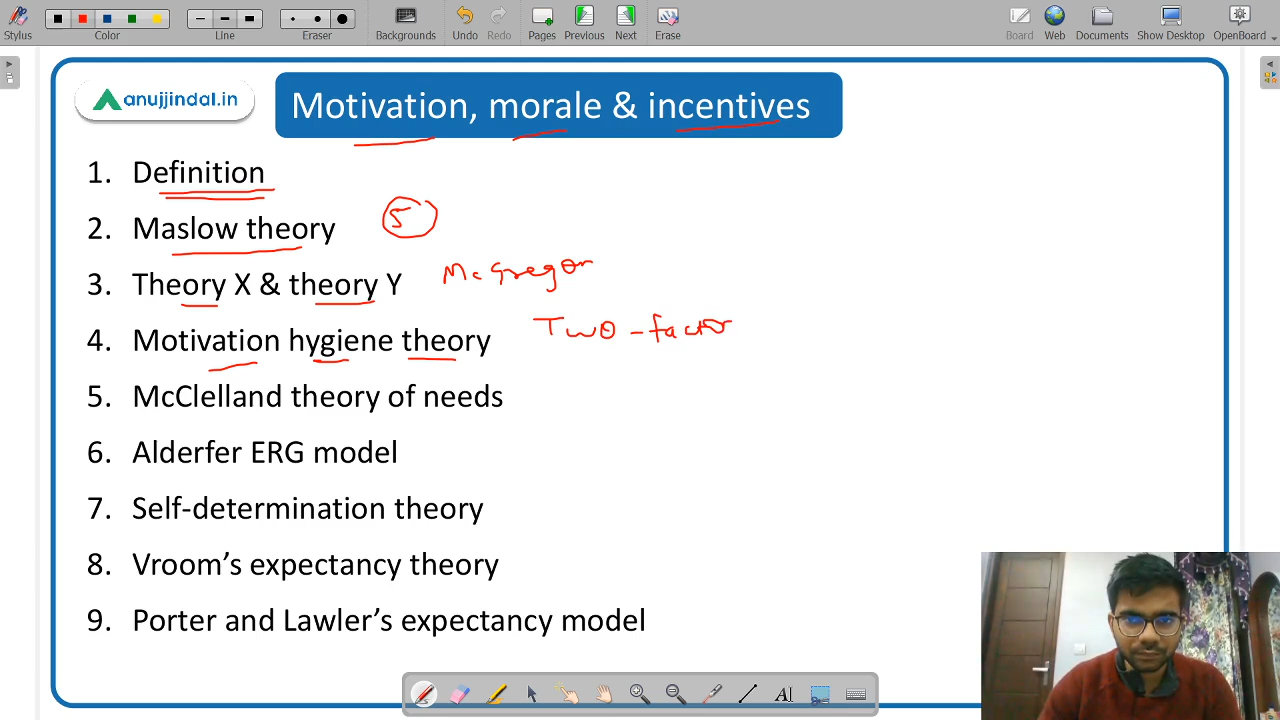 Stylus
Color
Line
Eraser
Backgrounds
Undo
Redo
Pages
Previous
Next
Erase
Board
Web
Documents
Show Desktop
OpenBoard
anujjindal.in
Motivation, morale & incentives
1. Definition
2. Maslow theory 5
3. Theory X & theory Y McGregor
4. Motivation hygiene theory Two-factor
5. McClelland theory of needs
6. Alderfer ERG model
7. Self-determination theory
8. Vroom’s expectancy theory
9. Porter and Lawler’s expectancy model